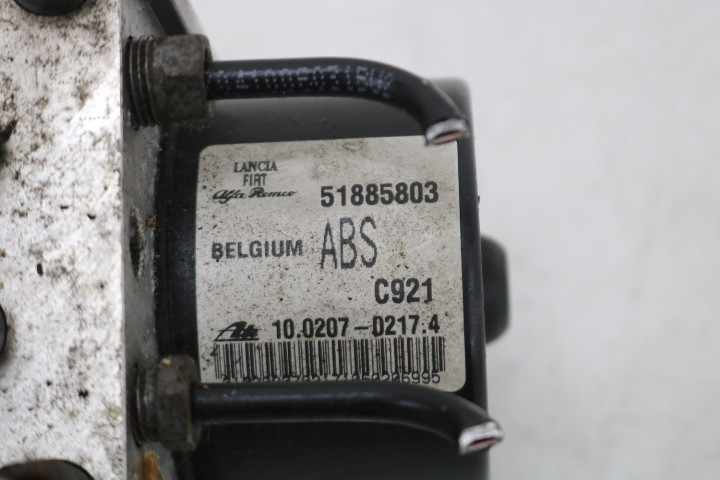 LANCIA
FIAT
Alfa Romeo
51885803
BELGIUM ABS
C921
Ate 10.0207-0217.4